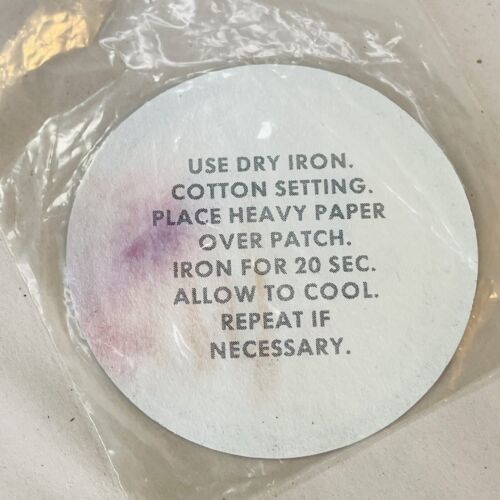 USE DRY IRON.
COTTON SETTING.
PLACE HEAVY PAPER
OVER PATCH.
IRON FOR 20 SEC.
ALLOW TO COOL.
REPEAT IF
NECESSARY.